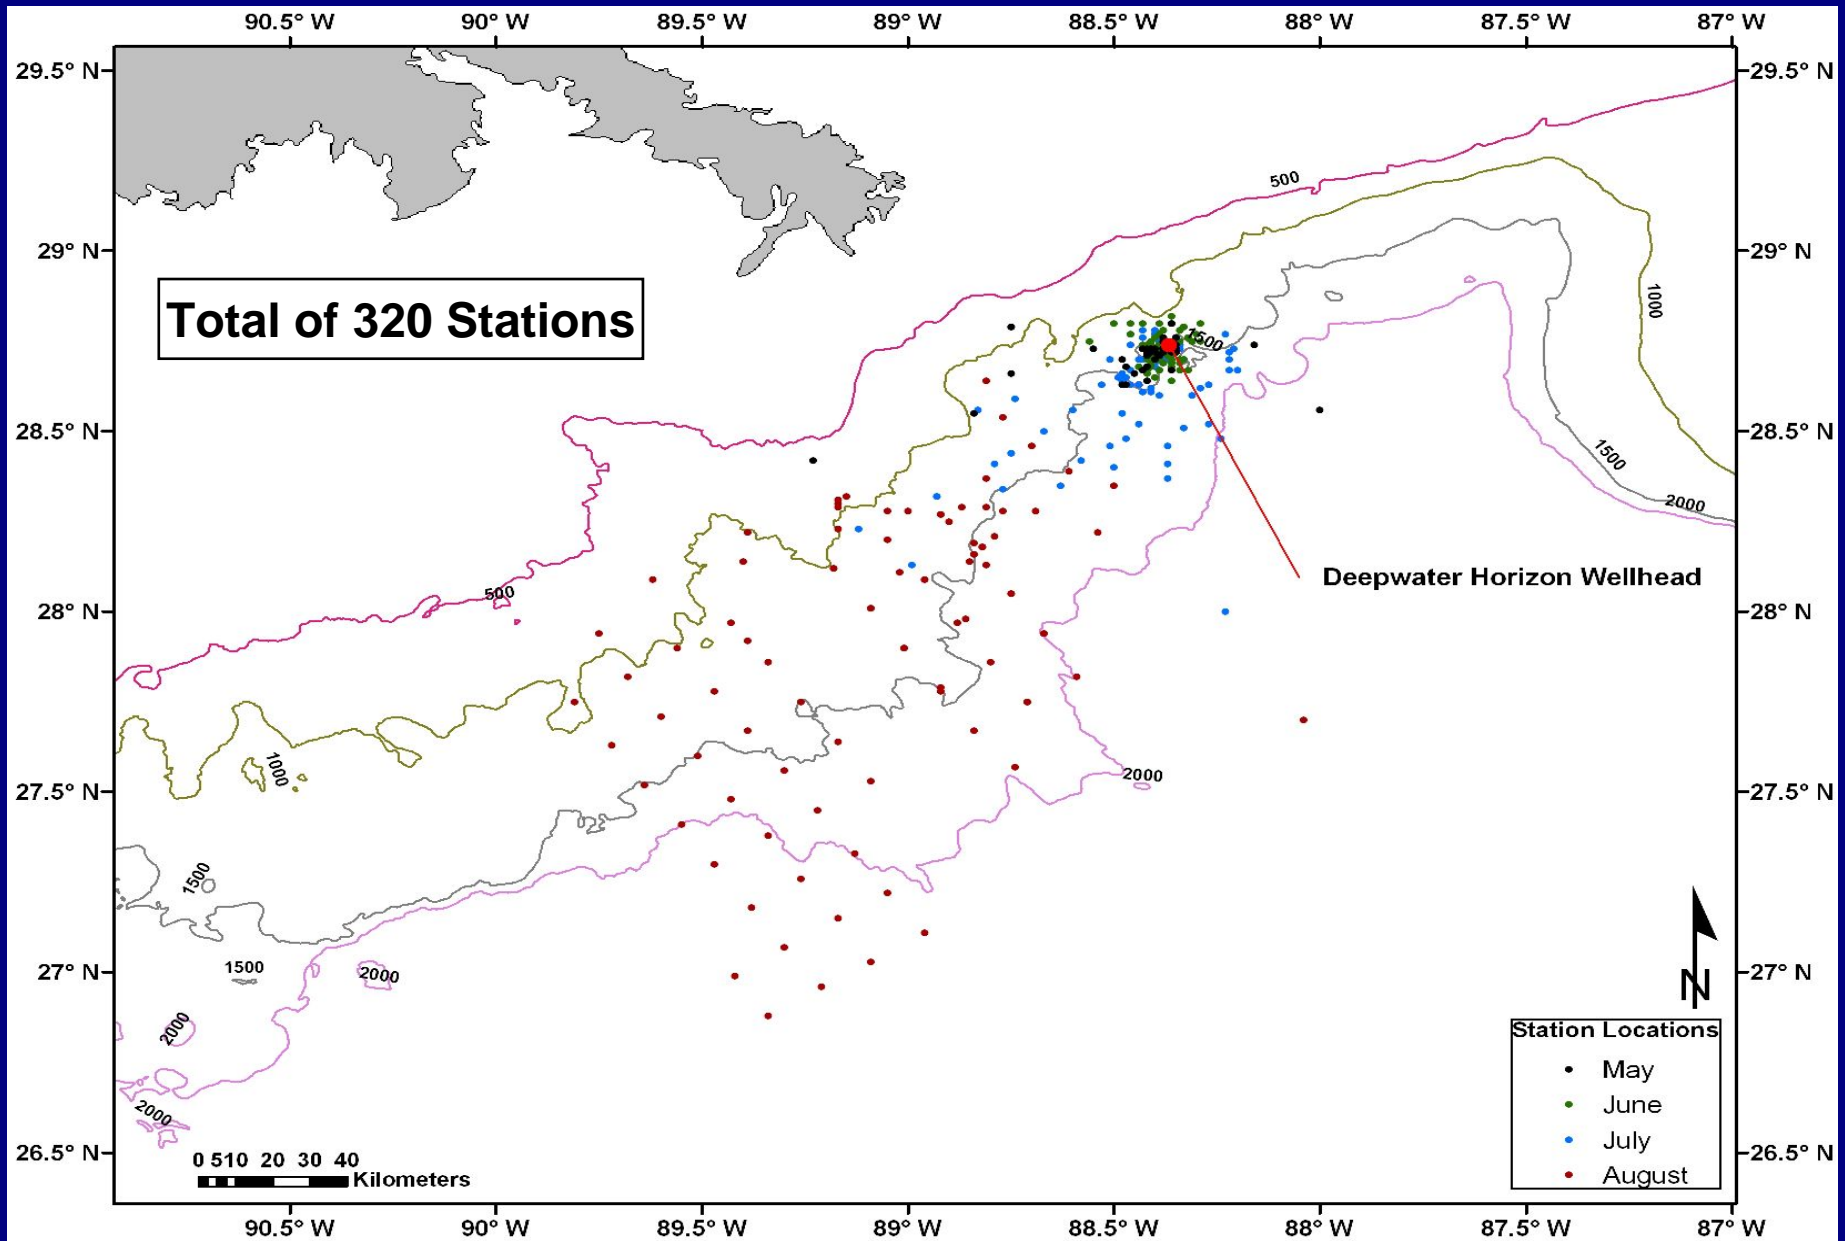 90.5° W 90° W 89.5° W 89° W 88.5° W 88° W 87.5° W 87° W
29.5° N 29.5° N
500
29° N 29° N
1000
Total of 320 Stations
1500
28.5° N 28.5° N
1500
2000
Deepwater Horizon Wellhead
500
28° N 28° N
1000
2000
27.5° N 27.5° N
1500
1500
2000
27° N 27° N
N
2000
Station Locations
May
June
July
August
2000
26.5° N 26.5° N
0 510 20 30 40
Kilometers
90.5° W 90° W 89.5° W 89° W 88.5° W 88° W 87.5° W 87° W